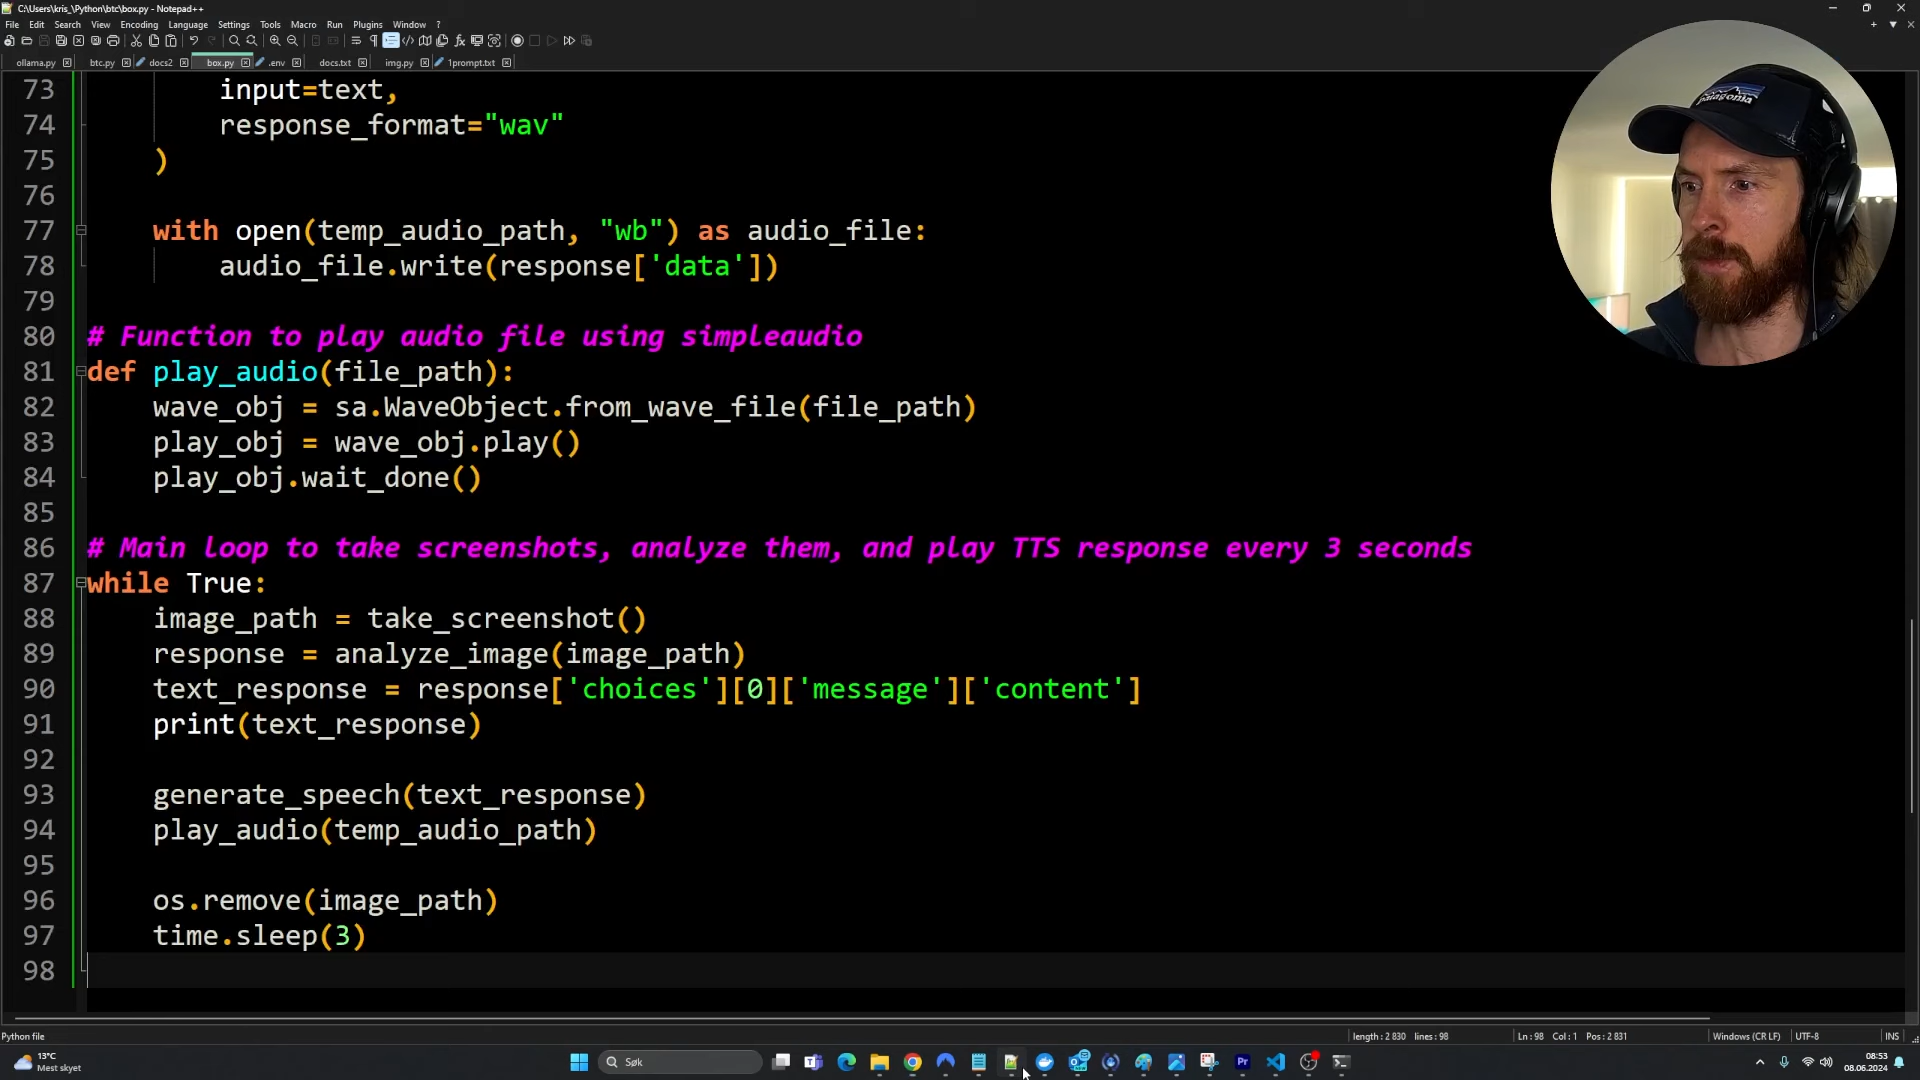 C:\Users\kris_\Python\btc\box.py - Notepad++
File Edit Search View Encoding Language Settings Tools Macro Run Plugins Window ?
ollama.py btc.py docs2 box.py .env docs.txt img.py 1prompt.txt
73 input=text,
74 response_format="wav"
75 )
76
77 with open(temp_audio_path, "wb") as audio_file:
78 audio_file.write(response['data'])
79
80 # Function to play audio file using simpleaudio
81 def play_audio(file_path):
82 wave_obj = sa.WaveObject.from_wave_file(file_path)
83 play_obj = wave_obj.play()
84 play_obj.wait_done()
85
86 # Main loop to take screenshots, analyze them, and play TTS response every 3 seconds
87 while True:
88 image_path = take_screenshot()
89 response = analyze_image(image_path)
90 text_response = response['choices'][0]['message']['content']
91 print(text_response)
92
93 generate_speech(text_response)
94 play_audio(temp_audio_path)
95
96 os.remove(image_path)
97 time.sleep(3)
98
patagonia
Python file length : 2 830 lines : 98 Ln : 98 Col : 1 Pos : 2 831 Windows (CR LF) UTF-8 INS
13°C
Mest skyet
Søk
08:53
08.06.2024